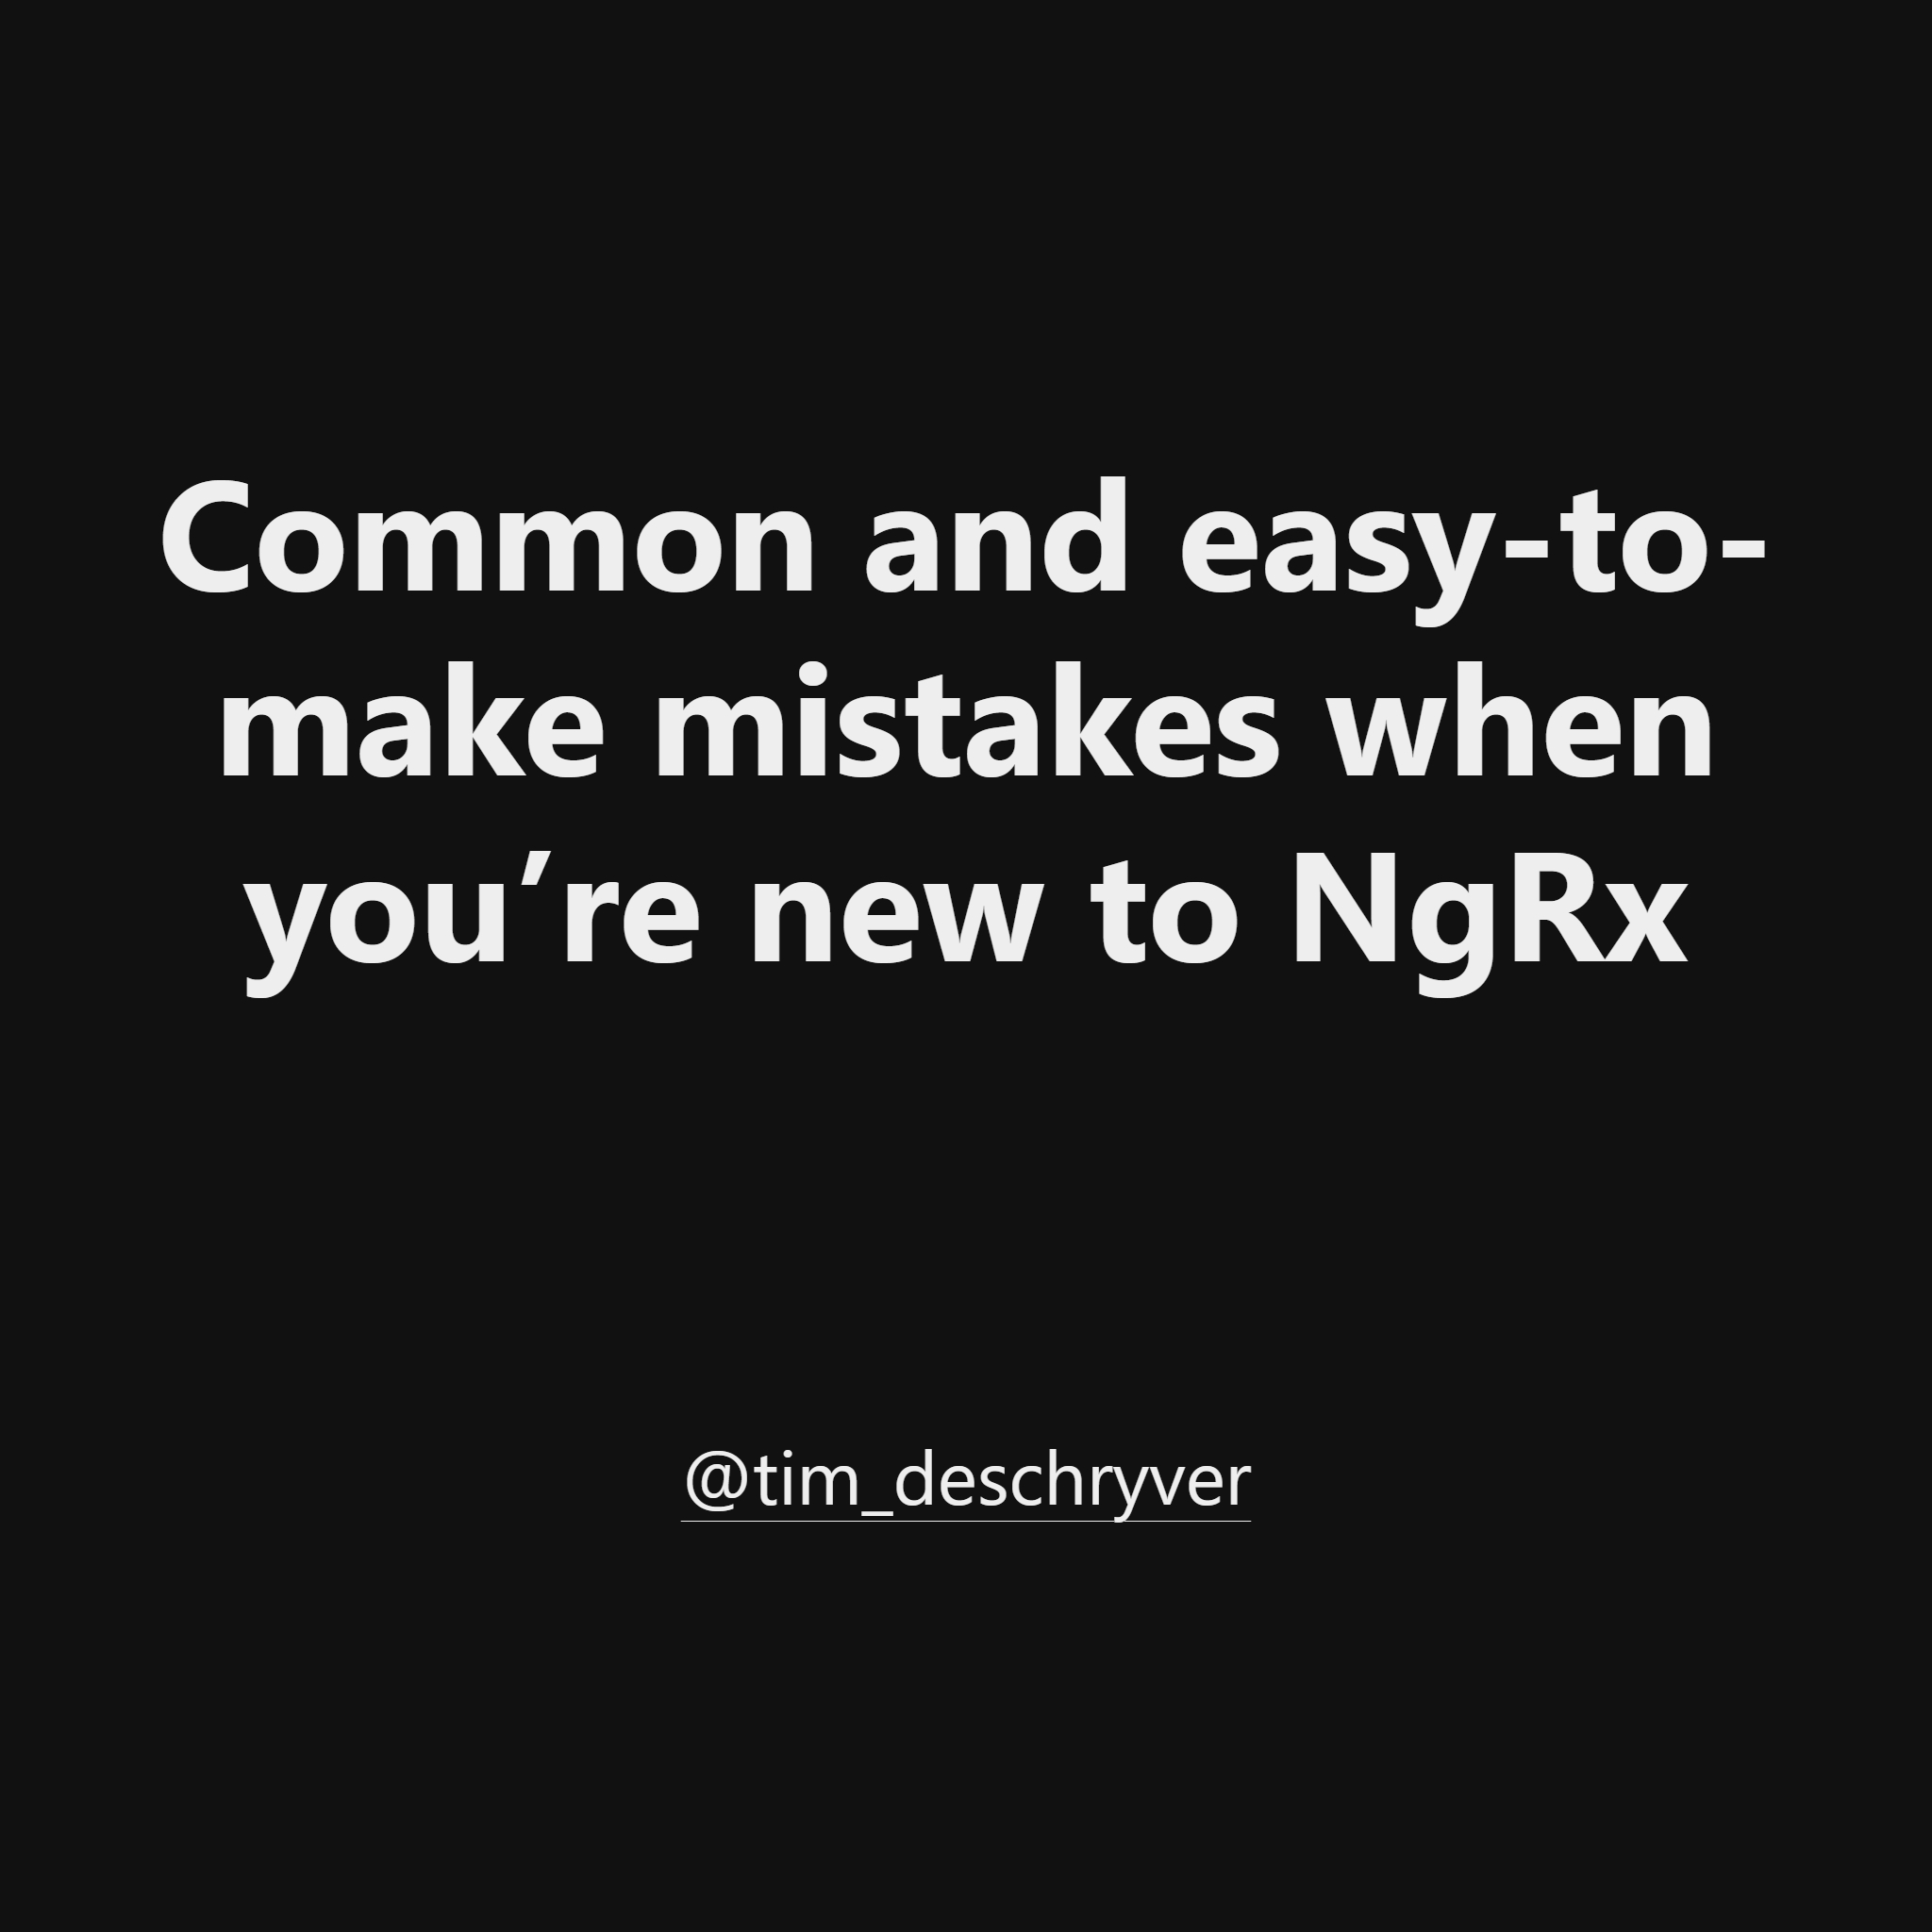 Common and easy-to-
make mistakes when
you’re new to NgRx
@tim_deschryver